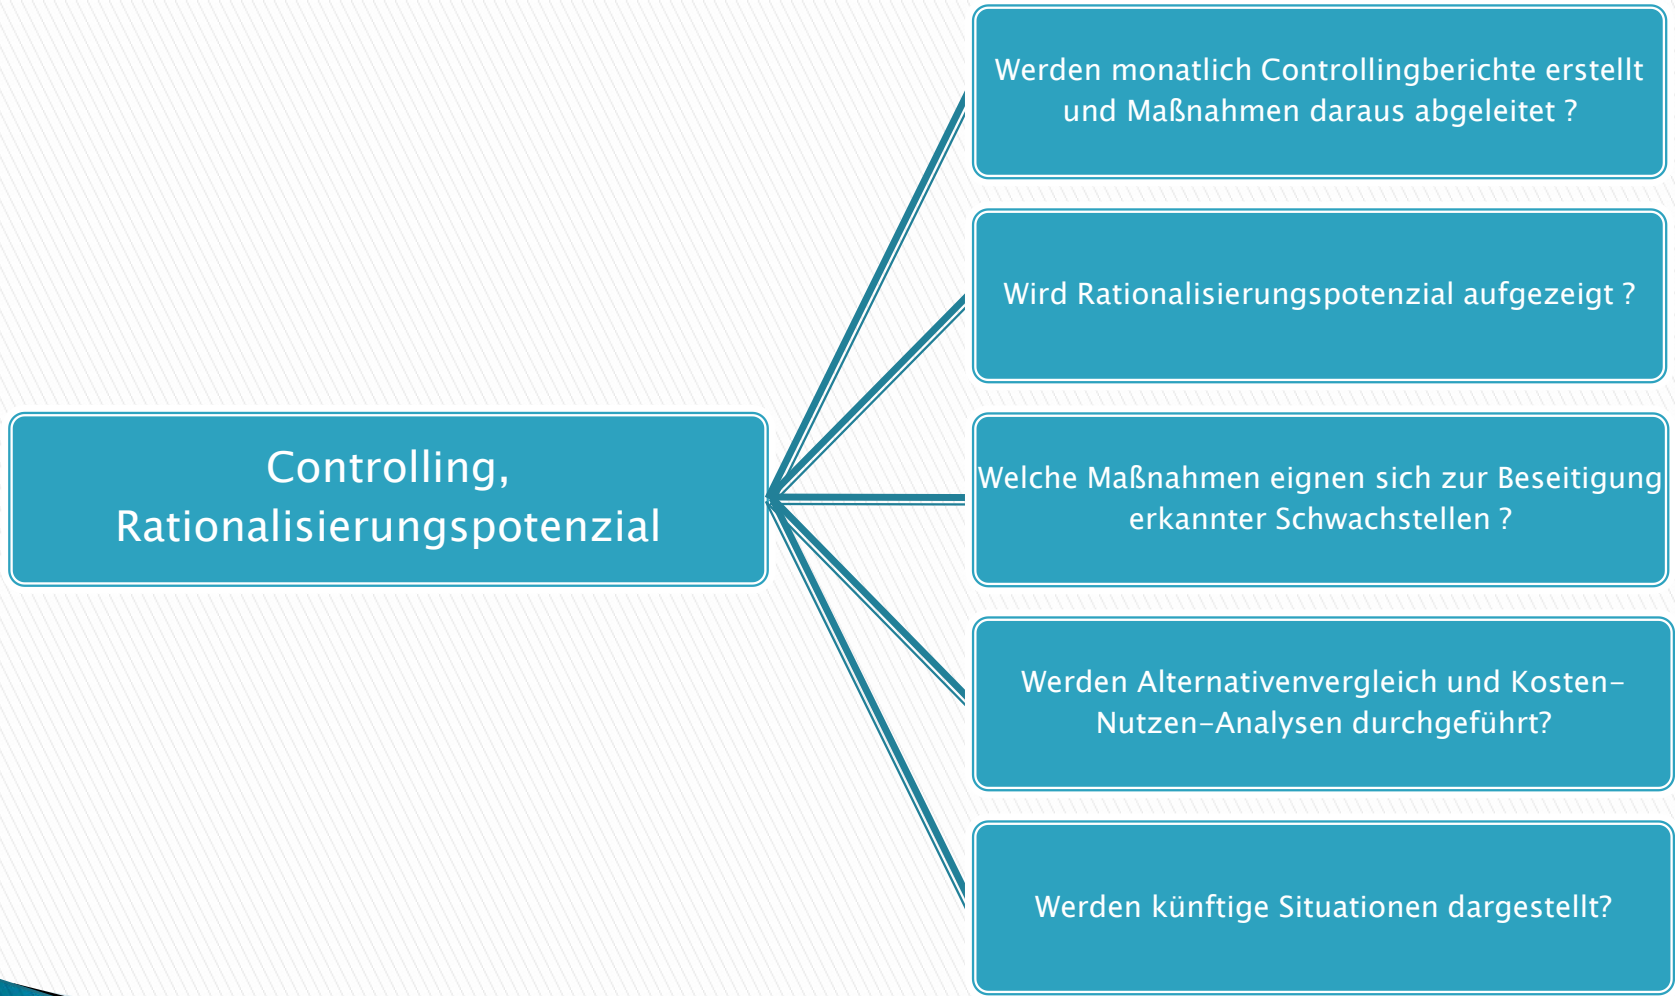 Controlling,
Rationalisierungspotenzial
Werden monatlich Controllingberichte erstellt
und Maßnahmen daraus abgeleitet ?
Wird Rationalisierungspotenzial aufgezeigt ?
Welche Maßnahmen eignen sich zur Beseitigung
erkannter Schwachstellen ?
Werden Alternativenvergleich und Kosten-
Nutzen-Analysen durchgeführt?
Werden künftige Situationen dargestellt?